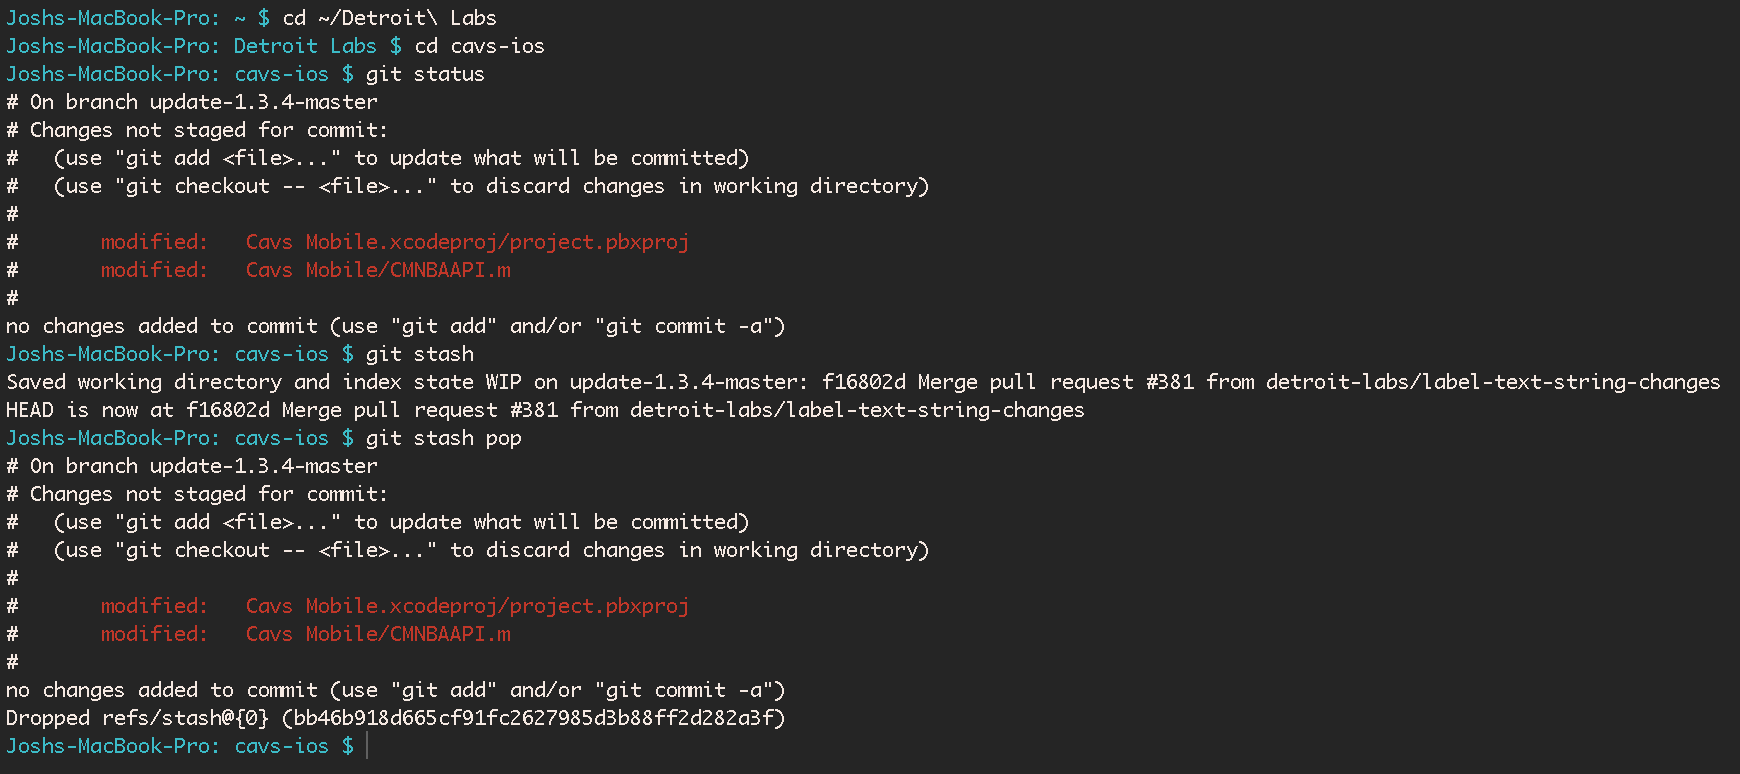 Joshs-MacBook-Pro: ~ $ cd ~/Detroit\ Labs
Joshs-MacBook-Pro: Detroit Labs $ cd cavs-ios
Joshs-MacBook-Pro: cavs-ios $ git status
# On branch update-1.3.4-master
# Changes not staged for commit:
#   (use "git add <file>..." to update what will be committed)
#   (use "git checkout -- <file>..." to discard changes in working directory)
#
#       modified:   Cavs Mobile.xcodeproj/project.pbxproj
#       modified:   Cavs Mobile/CMNBAAPI.m
#
no changes added to commit (use "git add" and/or "git commit -a")
Joshs-MacBook-Pro: cavs-ios $ git stash
Saved working directory and index state WIP on update-1.3.4-master: f16802d Merge pull request #381 from detroit-labs/label-text-string-changes
HEAD is now at f16802d Merge pull request #381 from detroit-labs/label-text-string-changes
Joshs-MacBook-Pro: cavs-ios $ git stash pop
# On branch update-1.3.4-master
# Changes not staged for commit:
#   (use "git add <file>..." to update what will be committed)
#   (use "git checkout -- <file>..." to discard changes in working directory)
#
#       modified:   Cavs Mobile.xcodeproj/project.pbxproj
#       modified:   Cavs Mobile/CMNBAAPI.m
#
no changes added to commit (use "git add" and/or "git commit -a")
Dropped refs/stash@{0} (bb46b918d665cf91fc2627985d3b88ff2d282a3f)
Joshs-MacBook-Pro: cavs-ios $